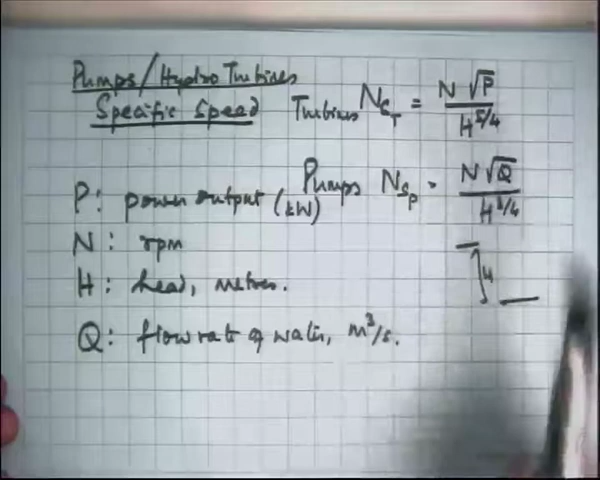 Pumps/Hydro Turbines
Specific Speed Turbines N_ST = N √P / H^5/4
Pumps N_SP = N √Q / H^3/4
P: power output (kW)
N: rpm
H: head, metres.
H
Q: flow rate of water, m³/s.